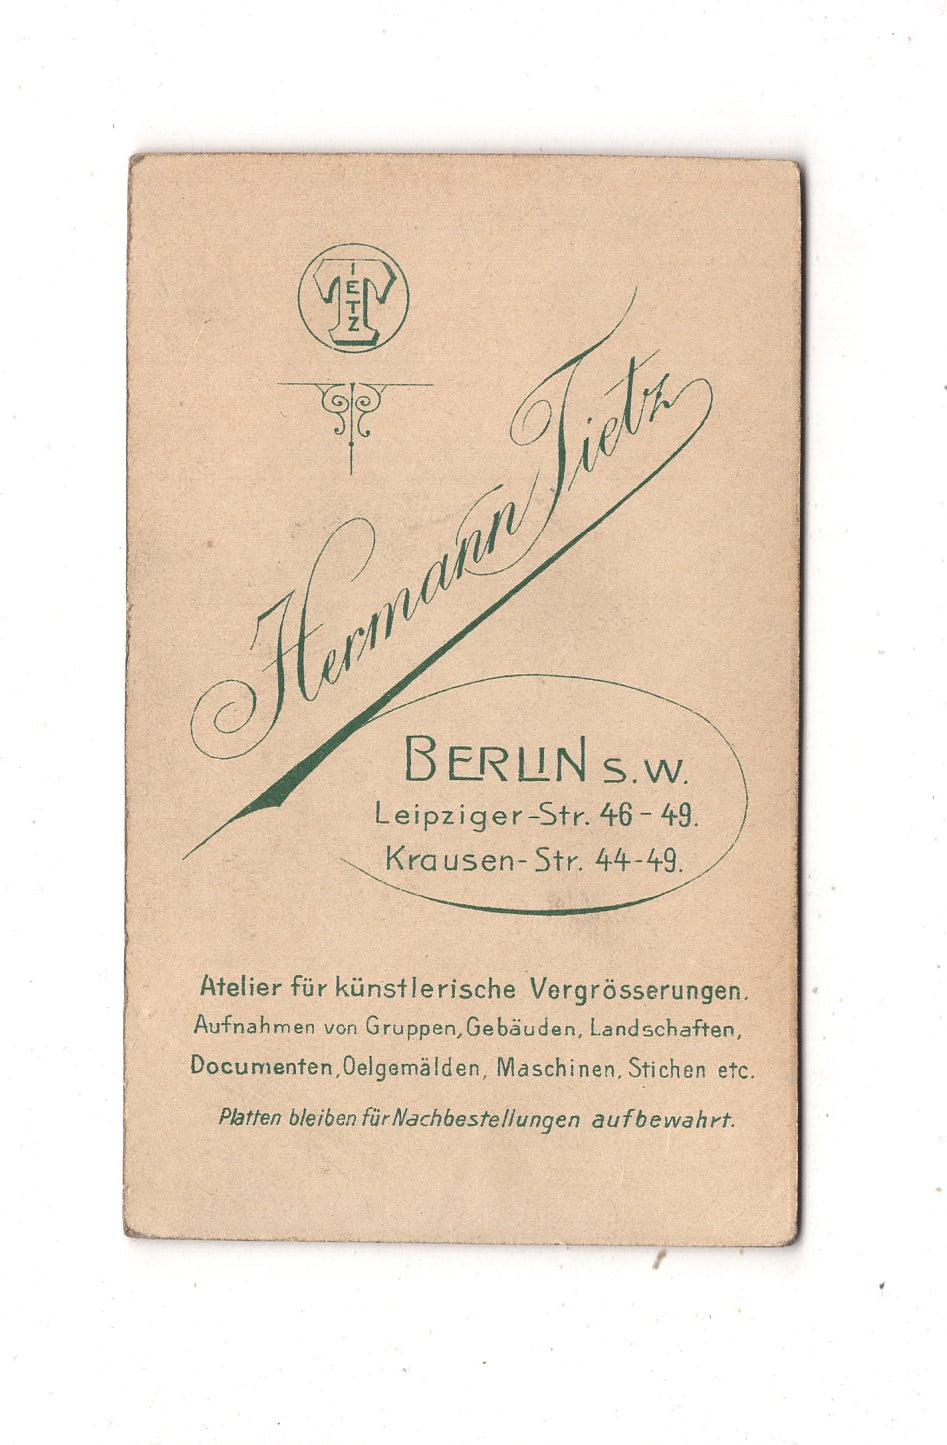 TIETZ
Hermann Tietz
BERLIN S.W.
Leipziger-Str. 46-49.
Krausen-Str. 44-49.
Atelier für künstlerische Vergrösserungen.
Aufnahmen von Gruppen, Gebäuden, Landschaften,
Documenten, Oelgemälden, Maschinen, Stichen etc.
Platten bleiben für Nachbestellungen aufbewahrt.